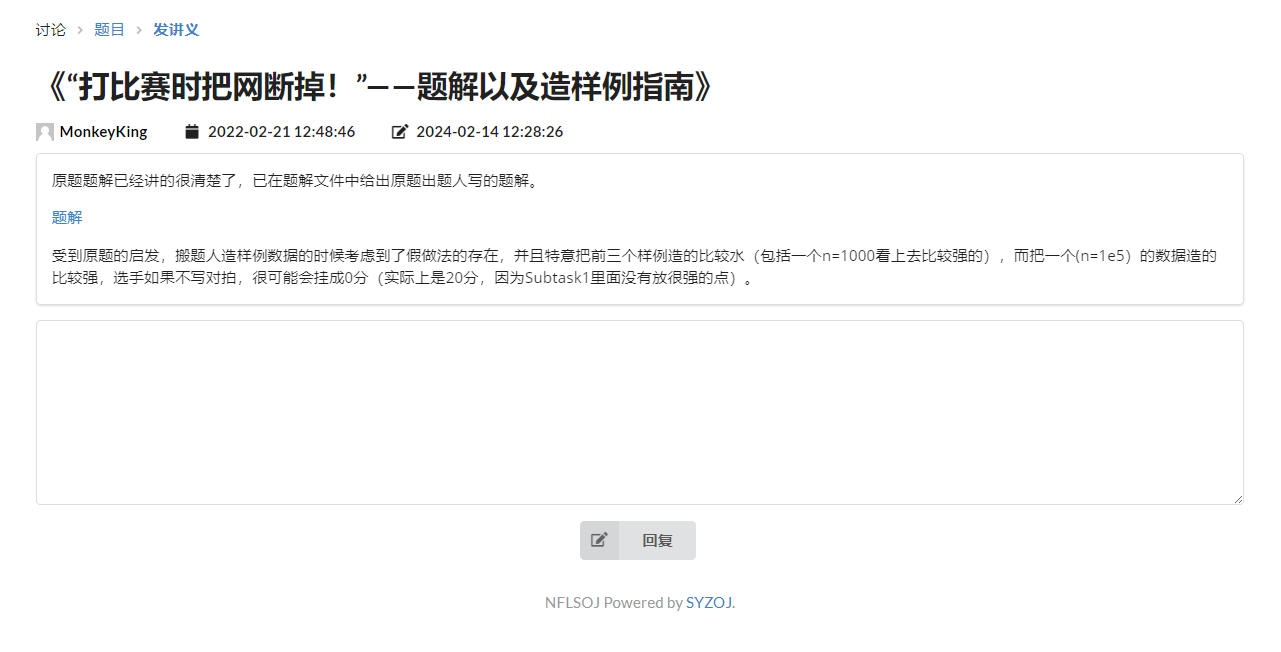 讨论 > 题目 > 发讲义
《“打比赛时把网断掉！”——题解以及造样例指南》
MonkeyKing 2022-02-21 12:48:46 2024-02-14 12:28:26
原题题解已经讲的很清楚了，已在题解文件中给出原题出题人写的题解。
题解
受到原题的启发，搬题人造样例数据的时候考虑到了假做法的存在，并且特意把前三个样例造的比较水（包括一个n=1000看上去比较强的），而把一个(n=1e5）的数据造的
比较强，选手如果不写对拍，很可能会挂成0分（实际上是20分，因为Subtask1里面没有放很强的点）。
回复
NFLSOJ Powered by SYZOJ.